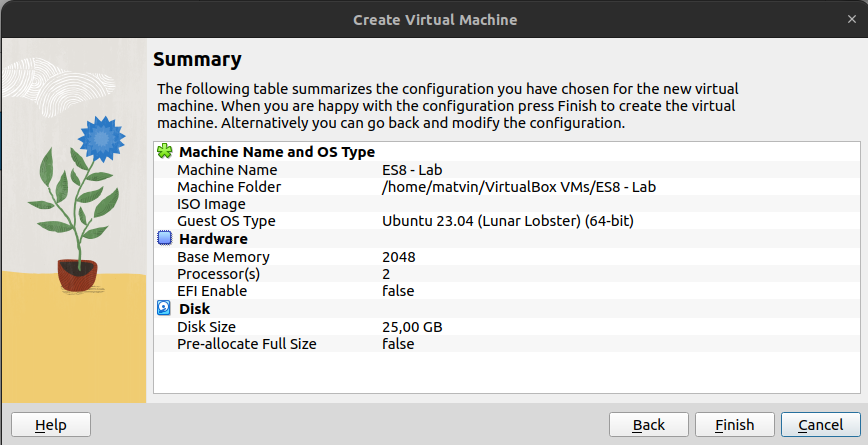 Create Virtual Machine
Summary
The following table summarizes the configuration you have chosen for the new virtual
machine. When you are happy with the configuration press Finish to create the virtual
machine. Alternatively you can go back and modify the configuration.
Machine Name and OS Type
Machine Name ES8 - Lab
Machine Folder /home/matvin/VirtualBox VMs/ES8 - Lab
ISO Image
Guest OS Type Ubuntu 23.04 (Lunar Lobster) (64-bit)
Hardware
Base Memory 2048
Processor(s) 2
EFI Enable false
Disk
Disk Size 25,00 GB
Pre-allocate Full Size false
Help Back Finish Cancel